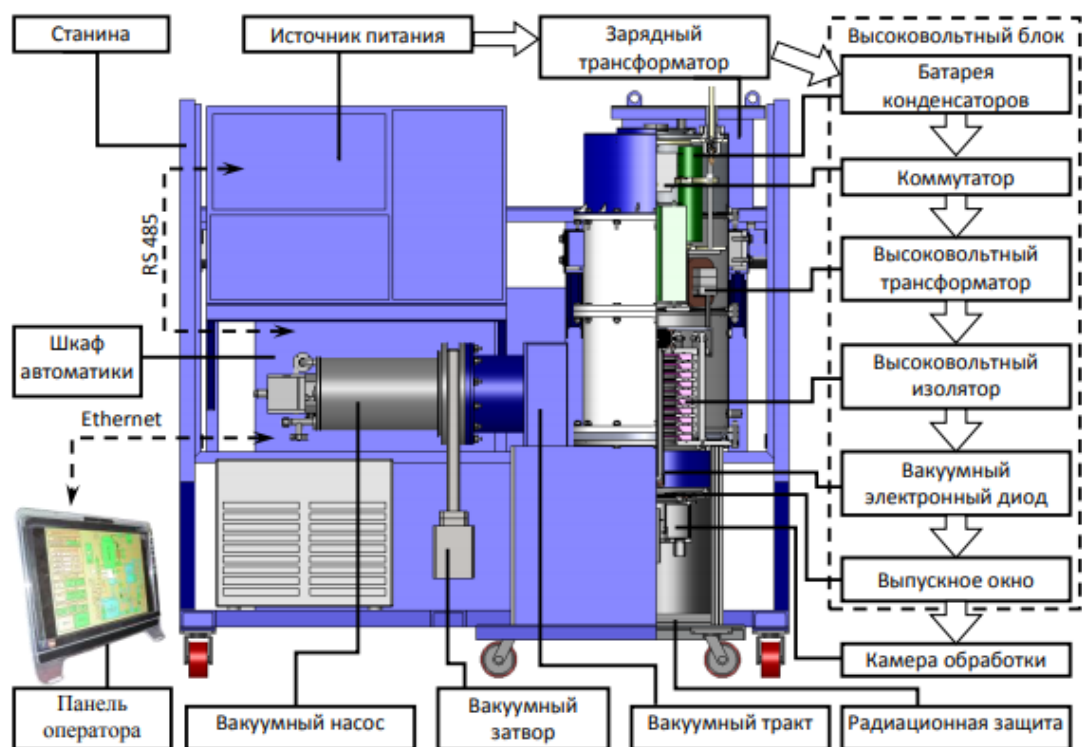 Станина
Источник питания
Зарядный
трансформатор
Высоковольтный блок
Батарея
конденсаторов
Коммутатор
RS 485
Высоковольтный
трансформатор
Шкаф
автоматики
Высоковольтный
изолятор
Ethernet
Вакуумный
электронный диод
Выпускное окно
Камера обработки
Панель
оператора
Вакуумный насос
Вакуумный
затвор
Вакуумный тракт
Радиационная защита